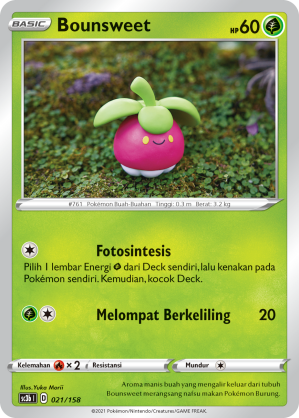 BASIC Bounsweet HP 60
#761 Pokémon Buah-Buahan Tinggi: 0.3 m Berat: 3.2 kg
Fotosintesis
Pilih 1 lembar Energi dari Deck sendiri, lalu kenakan pada
Pokémon sendiri. Kemudian, kocok Deck.
Melompat Berkeliling 20
Kelemahan × 2 Resistansi Mundur
Illus. Yuka Morii
sc3b I D 021/158
Aroma manis buah yang mengalir keluar dari tubuh
Bounsweet merangsang nafsu makan Pokémon Burung.
©2021 Pokémon/Nintendo/Creatures/GAME FREAK.